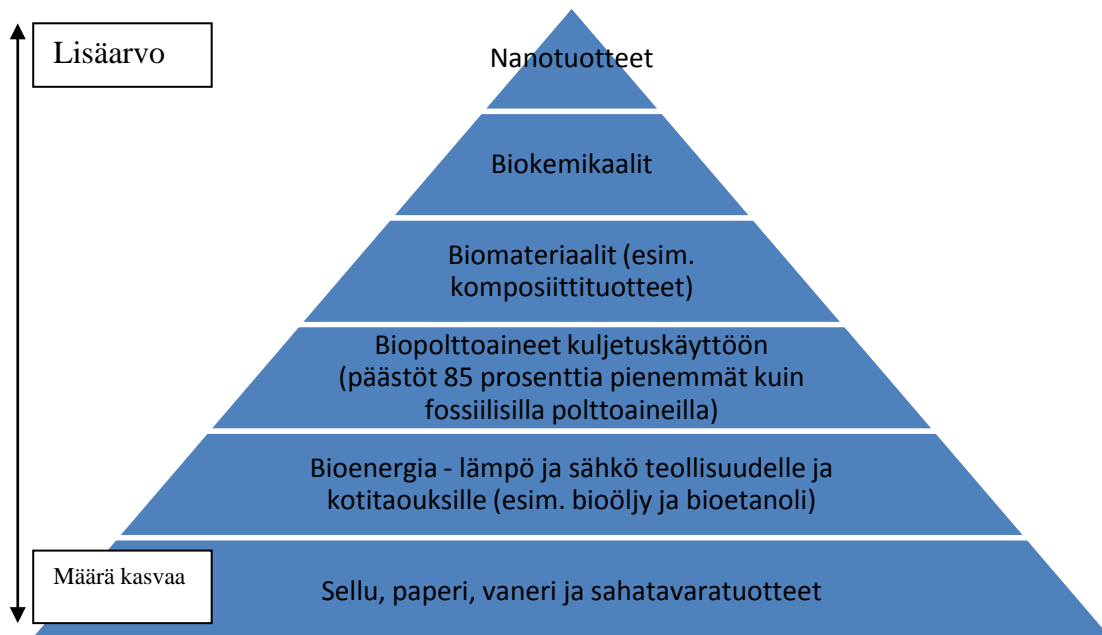 Lisäarvo
Nanotuotteet
Biokemikaalit
Biomateriaalit (esim.
komposiittituotteet)
Biopolttoaineet kuljetuskäyttöön
(päästöt 85 prosenttia pienemmät kuin
fossiilisilla polttoaineilla)
Bioenergia - lämpö ja sähkö teollisuudelle ja
kotitaouksille (esim. bioöljy ja bioetanoli)
Määrä kasvaa
Sellu, paperi, vaneri ja sahatavaratuotteet